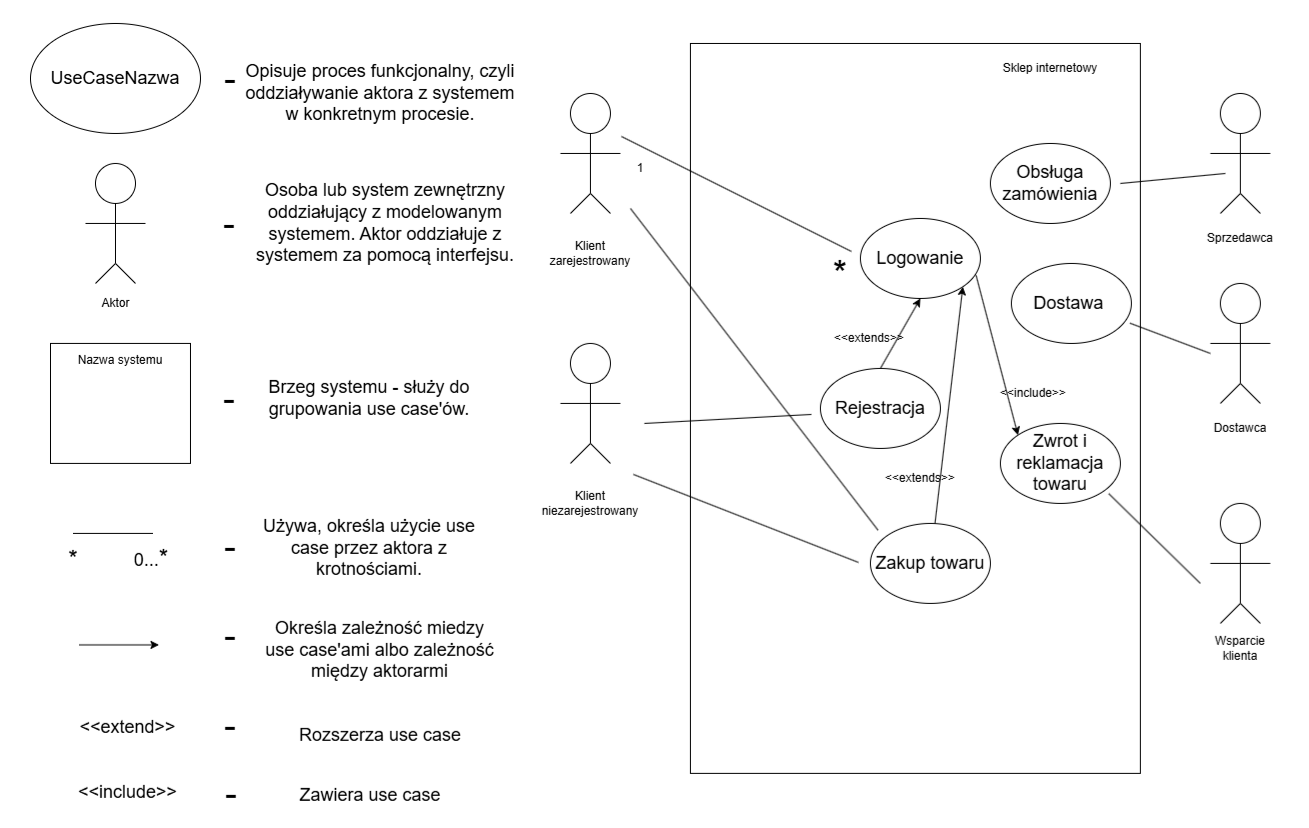 UseCaseNazwa
-
Opisuje proces funkcjonalny, czyli
oddziaływanie aktora z systemem
w konkretnym procesie.
Aktor
-
Osoba lub system zewnętrzny
oddziałujący z modelowanym
systemem. Aktor oddziałuje z
systemem za pomocą interfejsu.
Nazwa systemu
-
Brzeg systemu - służy do
grupowania use case'ów.
* 0...*
-
Używa, określa użycie use
case przez aktora z
krotnościami.
-
Określa zależność miedzy
use case'ami albo zależność
między aktorarmi
<<extend>>
-
Rozszerza use case
<<include>>
-
Zawiera use case
Sklep internetowy
Klient
zarejestrowany
1
*
Klient
niezarejestrowany
Logowanie
<<extends>>
Rejestracja
<<extends>>
Zakup towaru
<<include>>
Zwrot i
reklamacja
towaru
Obsługa
zamówienia
Dostawa
Sprzedawca
Dostawca
Wsparcie
klienta